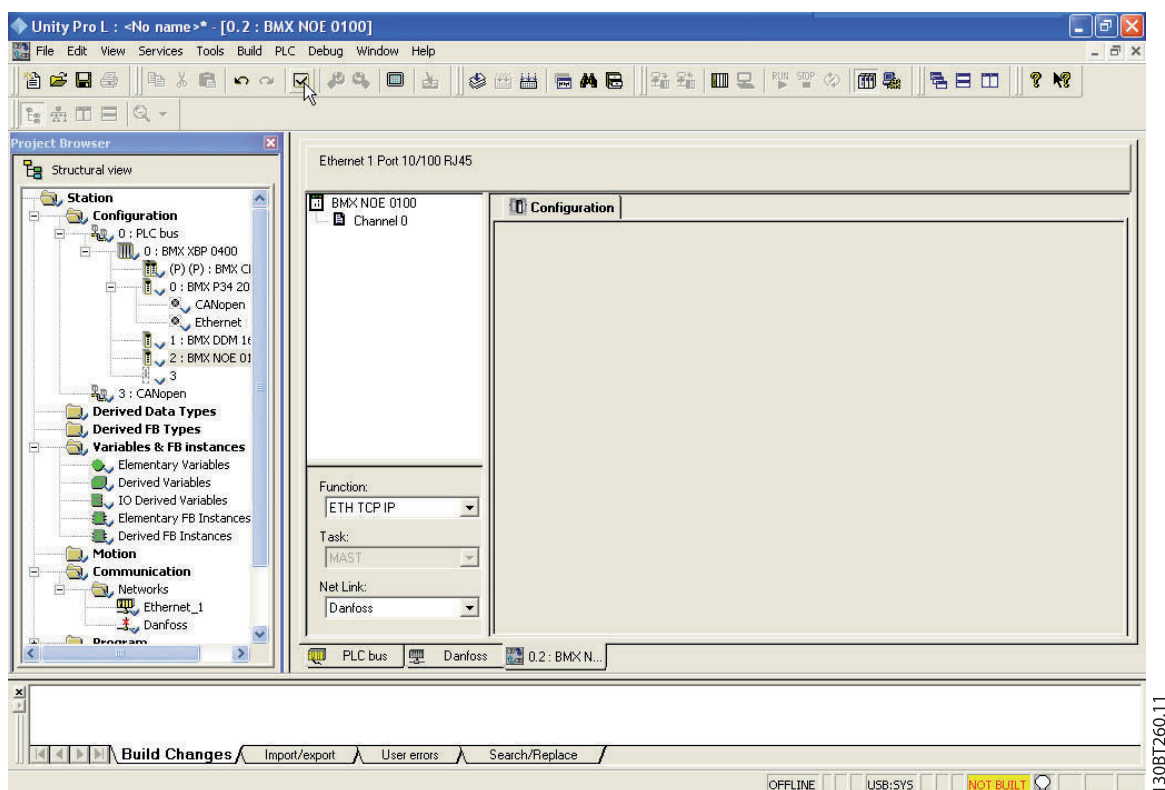 Unity Pro L : <No name>* - [0.2 : BMX NOE 0100]
File Edit View Services Tools Build PLC Debug Window Help
RUN STOP
Project Browser
Structural view
Station
Configuration
0 : PLC bus
0 : BMX XBP 0400
(P) (P) : BMX
0 : BMX P34 20
CANopen
Ethernet
1 : BMX DDM
2 : BMX NOE
3
3 : CANopen
Derived Data Types
Derived FB Types
Variables & FB instances
Elementary Variables
Derived Variables
IO Derived Variables
Elementary FB Instances
Derived FB Instances
Motion
Communication
Networks
Ethernet_1
Danfoss
Program
Ethernet 1 Port 10/100 RJ45
BMX NOE 0100
Channel 0
Configuration
Function:
ETH TCP IP
Task:
MAST
Net Link:
Danfoss
PLC bus Danfoss 0.2 : BMX N...
Build Changes Import/export User errors Search/Replace
OFFLINE USB:SYS NOT BUILT
130BT260.11